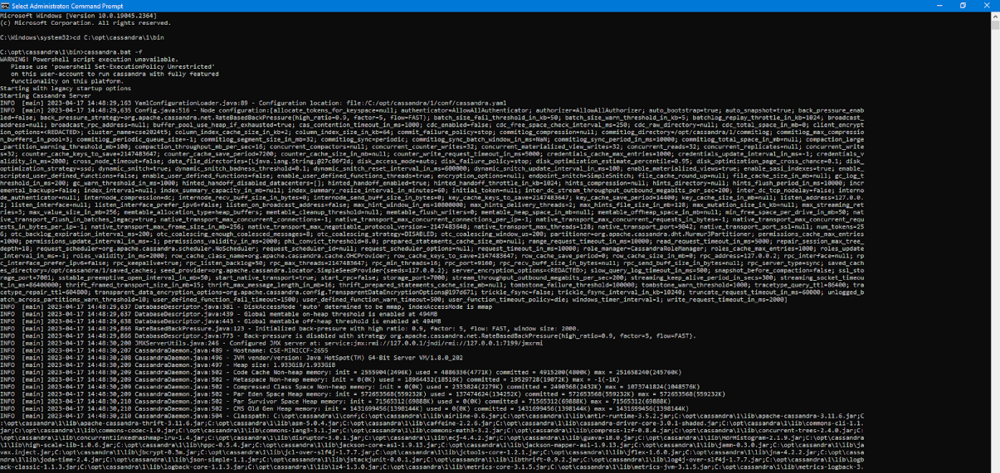 Select Administrator: Command Prompt
Microsoft Windows [Version 10.0.19045.2364]
(c) Microsoft Corporation. All rights reserved.
C:\Windows\system32>cd C:\opt\cassandra\1\bin
C:\opt\cassandra\1\bin>cassandra.bat -f
WARNING! Powershell script execution unavailable.
Please use 'powershell Set-ExecutionPolicy Unrestricted'
on this user-account to run cassandra with fully featured
functionality on this platform.
Starting with legacy startup options
Starting Cassandra Server
INFO [main] 2023-04-17 14:48:29,163 YamlConfigurationLoader.java:89 - Configuration location: file:/C:/opt/cassandra/1/conf/cassandra.yaml
INFO [main] 2023-04-17 14:48:29,635 Config.java:516 - Node configuration:[allocate_tokens_for_keyspace=null; authenticator=AllowAllAuthenticator; authorizer=AllowAllAuthorizer; auto_bootstrap=true; auto_snapshot=true; back_pressure_enab
led=false; back_pressure_strategy=org.apache.cassandra.net.RateBasedBackPressure{high_ratio=0.9, factor=5, flow=FAST}; batch_size_fail_threshold_in_kb=50; batch_size_warn_threshold_in_kb=5; batchlog_replay_throttle_in_kb=1024; broadcast_
address=null; broadcast_rpc_address=null; buffer_pool_use_heap_if_exhausted=true; cas_contention_timeout_in_ms=1000; cdc_enabled=false; cdc_free_space_check_interval_ms=250; cdc_raw_directory=null; cdc_total_space_in_mb=0; client_encrypt
ion_options=<REDACTED>; cluster_name=cse2024t5; column_index_cache_size_in_kb=2; column_index_size_in_kb=64; commit_failure_policy=stop; commitlog_compression=null; commitlog_directory=/opt/cassandra/1/commitlog; commitlog_max_compressio
n_buffers_in_pool=3; commitlog_periodic_queue_size=-1; commitlog_segment_size_in_mb=32; commitlog_sync=periodic; commitlog_sync_batch_window_in_ms=NaN; commitlog_sync_period_in_ms=10000; commitlog_total_space_in_mb=null; compaction_large
_partition_warning_threshold_mb=100; compaction_throughput_mb_per_sec=16; concurrent_compactors=null; concurrent_counter_writes=32; concurrent_materialized_view_writes=32; concurrent_reads=32; concurrent_replicates=null; concurrent_write
s=32; counter_cache_keys_to_save=2147483647; counter_cache_save_period=7200; counter_cache_size_in_mb=null; counter_write_request_timeout_in_ms=5000; credentials_cache_max_entries=1000; credentials_update_interval_in_ms=-1; credentials_v
alidity_in_ms=2000; cross_node_timeout=false; data_file_directories=[Ljava.lang.String;@27c86f2d; disk_access_mode=auto; disk_failure_policy=stop; disk_optimization_estimate_percentile=0.95; disk_optimization_page_cross_chance=0.1; disk_
optimization_strategy=ssd; dynamic_snitch=true; dynamic_snitch_badness_threshold=0.1; dynamic_snitch_reset_interval_in_ms=600000; dynamic_snitch_update_interval_in_ms=100; enable_materialized_views=true; enable_sasi_indexes=true; enable_
scripted_user_defined_functions=false; enable_user_defined_functions=false; enable_user_defined_functions_threads=true; encryption_options=null; endpoint_snitch=SimpleSnitch; file_cache_round_up=null; file_cache_size_in_mb=null; gc_log_t
hreshold_in_ms=200; gc_warn_threshold_in_ms=1000; hinted_handoff_disabled_datacenters=[]; hinted_handoff_enabled=true; hinted_handoff_throttle_in_kb=1024; hints_compression=null; hints_directory=null; hints_flush_period_in_ms=10000; incr
emental_backups=false; index_interval=null; index_summary_capacity_in_mb=null; index_summary_resize_interval_in_minutes=60; initial_token=null; inter_dc_stream_throughput_outbound_megabits_per_sec=200; inter_dc_tcp_nodelay=false; interno
de_authenticator=null; internode_compression=dc; internode_recv_buff_size_in_bytes=0; internode_send_buff_size_in_bytes=0; key_cache_keys_to_save=2147483647; key_cache_save_period=14400; key_cache_size_in_mb=null; listen_address=127.0.0.
2; listen_interface=null; listen_interface_prefer_ipv6=false; listen_on_broadcast_address=false; max_hint_window_in_ms=10800000; max_hints_delivery_threads=2; max_hints_file_size_in_mb=128; max_mutation_size_in_kb=null; max_streaming_ret
ries=3; max_value_size_in_mb=256; memtable_allocation_type=heap_buffers; memtable_cleanup_threshold=null; memtable_flush_writers=0; memtable_heap_space_in_mb=null; memtable_offheap_space_in_mb=null; min_free_space_per_drive_in_mb=50; nat
ive_transport_flush_in_batches_legacy=true; native_transport_max_concurrent_connections=-1; native_transport_max_concurrent_connections_per_ip=-1; native_transport_max_concurrent_requests_in_bytes=-1; native_transport_max_concurrent_requ
ests_in_bytes_per_ip=-1; native_transport_max_frame_size_in_mb=256; native_transport_max_negotiable_protocol_version=-2147483648; native_transport_max_threads=128; native_transport_port=9042; native_transport_port_ssl=null; num_tokens=25
6; otc_backlog_expiration_interval_ms=200; otc_coalescing_enough_coalesced_messages=8; otc_coalescing_strategy=DISABLED; otc_coalescing_window_us=200; partitioner=org.apache.cassandra.dht.Murmur3Partitioner; permissions_cache_max_entries
=1000; permissions_update_interval_in_ms=-1; permissions_validity_in_ms=2000; phi_convict_threshold=8.0; prepared_statements_cache_size_mb=null; range_request_timeout_in_ms=10000; read_request_timeout_in_ms=5000; repair_session_max_tree_
depth=18; request_scheduler=org.apache.cassandra.scheduler.NoScheduler; request_scheduler_id=null; request_scheduler_options=null; request_timeout_in_ms=10000; role_manager=CassandraRoleManager; roles_cache_max_entries=1000; roles_update
_interval_in_ms=-1; roles_validity_in_ms=2000; row_cache_class_name=org.apache.cassandra.cache.OHCProvider; row_cache_keys_to_save=2147483647; row_cache_save_period=0; row_cache_size_in_mb=0; rpc_address=127.0.0.2; rpc_interface=null; rp
c_interface_prefer_ipv6=false; rpc_keepalive=true; rpc_listen_backlog=50; rpc_max_threads=2147483647; rpc_min_threads=16; rpc_port=9160; rpc_recv_buff_size_in_bytes=null; rpc_send_buff_size_in_bytes=null; rpc_server_type=sync; saved_cach
es_directory=/opt/cassandra/1/saved_caches; seed_provider=org.apache.cassandra.locator.SimpleSeedProvider{seeds=127.0.0.2}; server_encryption_options=<REDACTED>; slow_query_log_timeout_in_ms=500; snapshot_before_compaction=false; ssl_sto
rage_port=7001; sstable_preemptive_open_interval_in_mb=50; start_native_transport=true; start_rpc=false; storage_port=7000; stream_throughput_outbound_megabits_per_sec=200; streaming_keep_alive_period_in_secs=300; streaming_socket_timeou
t_in_ms=86400000; thrift_framed_transport_size_in_mb=15; thrift_max_message_length_in_mb=16; thrift_prepared_statements_cache_size_mb=null; tombstone_failure_threshold=100000; tombstone_warn_threshold=1000; tracetype_query_ttl=86400; tra
cetype_repair_ttl=604800; transparent_data_encryption_options=org.apache.cassandra.config.TransparentDataEncryptionOptions@197d671; trickle_fsync=false; trickle_fsync_interval_in_kb=10240; truncate_request_timeout_in_ms=60000; unlogged_b
atch_across_partitions_warn_threshold=10; user_defined_function_fail_timeout=1500; user_defined_function_warn_timeout=500; user_function_timeout_policy=die; windows_timer_interval=1; write_request_timeout_in_ms=2000]
INFO [main] 2023-04-17 14:48:29,637 DatabaseDescriptor.java:381 - DiskAccessMode 'auto' determined to be mmap, indexAccessMode is mmap
INFO [main] 2023-04-17 14:48:29,637 DatabaseDescriptor.java:439 - Global memtable on-heap threshold is enabled at 494MB
INFO [main] 2023-04-17 14:48:29,638 DatabaseDescriptor.java:443 - Global memtable off-heap threshold is enabled at 494MB
INFO [main] 2023-04-17 14:48:29,866 RateBasedBackPressure.java:123 - Initialized back-pressure with high ratio: 0.9, factor: 5, flow: FAST, window size: 2000.
INFO [main] 2023-04-17 14:48:29,866 DatabaseDescriptor.java:773 - Back-pressure is disabled with strategy org.apache.cassandra.net.RateBasedBackPressure{high_ratio=0.9, factor=5, flow=FAST}.
INFO [main] 2023-04-17 14:48:30,200 JMXServerUtils.java:246 - Configured JMX server at: service:jmx:rmi://127.0.0.1/jndi/rmi://127.0.0.1:7199/jmxrmi
INFO [main] 2023-04-17 14:48:30,207 CassandraDaemon.java:489 - Hostname: CSE-MINICCF-2655
INFO [main] 2023-04-17 14:48:30,208 CassandraDaemon.java:496 - JVM vendor/version: Java HotSpot(TM) 64-Bit Server VM/1.8.0_202
INFO [main] 2023-04-17 14:48:30,209 CassandraDaemon.java:497 - Heap size: 1.933GiB/1.933GiB
INFO [main] 2023-04-17 14:48:30,209 CassandraDaemon.java:502 - Code Cache Non-heap memory: init = 2555904(2496K) used = 4886336(4771K) committed = 4915200(4800K) max = 251658240(245760K)
INFO [main] 2023-04-17 14:48:30,209 CassandraDaemon.java:502 - Metaspace Non-heap memory: init = 0(0K) used = 18964432(18519K) committed = 19529728(19072K) max = -1(-1K)
INFO [main] 2023-04-17 14:48:30,209 CassandraDaemon.java:502 - Compressed Class Space Non-heap memory: init = 0(0K) used = 2333824(2279K) committed = 2490368(2432K) max = 1073741824(1048576K)
INFO [main] 2023-04-17 14:48:30,209 CassandraDaemon.java:502 - Par Eden Space Heap memory: init = 572653568(559232K) used = 137474624(134252K) committed = 572653568(559232K) max = 572653568(559232K)
INFO [main] 2023-04-17 14:48:30,210 CassandraDaemon.java:502 - Par Survivor Space Heap memory: init = 71565312(69888K) used = 0(0K) committed = 71565312(69888K) max = 71565312(69888K)
INFO [main] 2023-04-17 14:48:30,210 CassandraDaemon.java:502 - CMS Old Gen Heap memory: init = 1431699456(1398144K) used = 0(0K) committed = 1431699456(1398144K) max = 1431699456(1398144K)
INFO [main] 2023-04-17 14:48:30,210 CassandraDaemon.java:504 - Classpath: C:\opt\cassandra\1\conf;C:\opt\cassandra\1\lib\airline-0.6.jar;C:\opt\cassandra\1\lib\antlr-runtime-3.5.2.jar;C:\opt\cassandra\1\lib\apache-cassandra-3.11.6.jar;C
:\opt\cassandra\1\lib\apache-cassandra-thrift-3.11.6.jar;C:\opt\cassandra\1\lib\asm-5.0.4.jar;C:\opt\cassandra\1\lib\caffeine-2.2.6.jar;C:\opt\cassandra\1\lib\cassandra-driver-core-3.0.1-shaded.jar;C:\opt\cassandra\1\lib\commons-cli-1.1.
jar;C:\opt\cassandra\1\lib\commons-codec-1.9.jar;C:\opt\cassandra\1\lib\commons-lang3-3.1.jar;C:\opt\cassandra\1\lib\commons-math3-3.2.jar;C:\opt\cassandra\1\lib\compress-lzf-0.8.4.jar;C:\opt\cassandra\1\lib\concurrent-trees-2.4.0.jar;C:
\opt\cassandra\1\lib\concurrentlinkedhashmap-lru-1.4.jar;C:\opt\cassandra\1\lib\disruptor-3.0.1.jar;C:\opt\cassandra\1\lib\ecj-4.4.2.jar;C:\opt\cassandra\1\lib\guava-18.0.jar;C:\opt\cassandra\1\lib\HdrHistogram-2.1.9.jar;C:\opt\cassandra
\1\lib\high-scale-lib-1.0.6.jar;C:\opt\cassandra\1\lib\hppc-0.5.4.jar;C:\opt\cassandra\1\lib\jackson-core-asl-1.9.13.jar;C:\opt\cassandra\1\lib\jackson-mapper-asl-1.9.13.jar;C:\opt\cassandra\1\lib\jamm-0.3.0.jar;C:\opt\cassandra\1\lib\ja
vax.inject.jar;C:\opt\cassandra\1\lib\jbcrypt-0.3m.jar;C:\opt\cassandra\1\lib\jcl-over-slf4j-1.7.7.jar;C:\opt\cassandra\1\lib\jctools-core-1.2.1.jar;C:\opt\cassandra\1\lib\jflex-1.6.0.jar;C:\opt\cassandra\1\lib\jna-4.2.2.jar;C:\opt\cassa
ndra\1\lib\joda-time-2.4.jar;C:\opt\cassandra\1\lib\json-simple-1.1.jar;C:\opt\cassandra\1\lib\jstackjunit-0.0.1.jar;C:\opt\cassandra\1\lib\libthrift-0.9.2.jar;C:\opt\cassandra\1\lib\log4j-over-slf4j-1.7.7.jar;C:\opt\cassandra\1\lib\logb
ack-classic-1.1.3.jar;C:\opt\cassandra\1\lib\logback-core-1.1.3.jar;C:\opt\cassandra\1\lib\lz4-1.3.0.jar;C:\opt\cassandra\1\lib\metrics-core-3.1.5.jar;C:\opt\cassandra\1\lib\metrics-jvm-3.1.5.jar;C:\opt\cassandra\1\lib\metrics-logback-3.